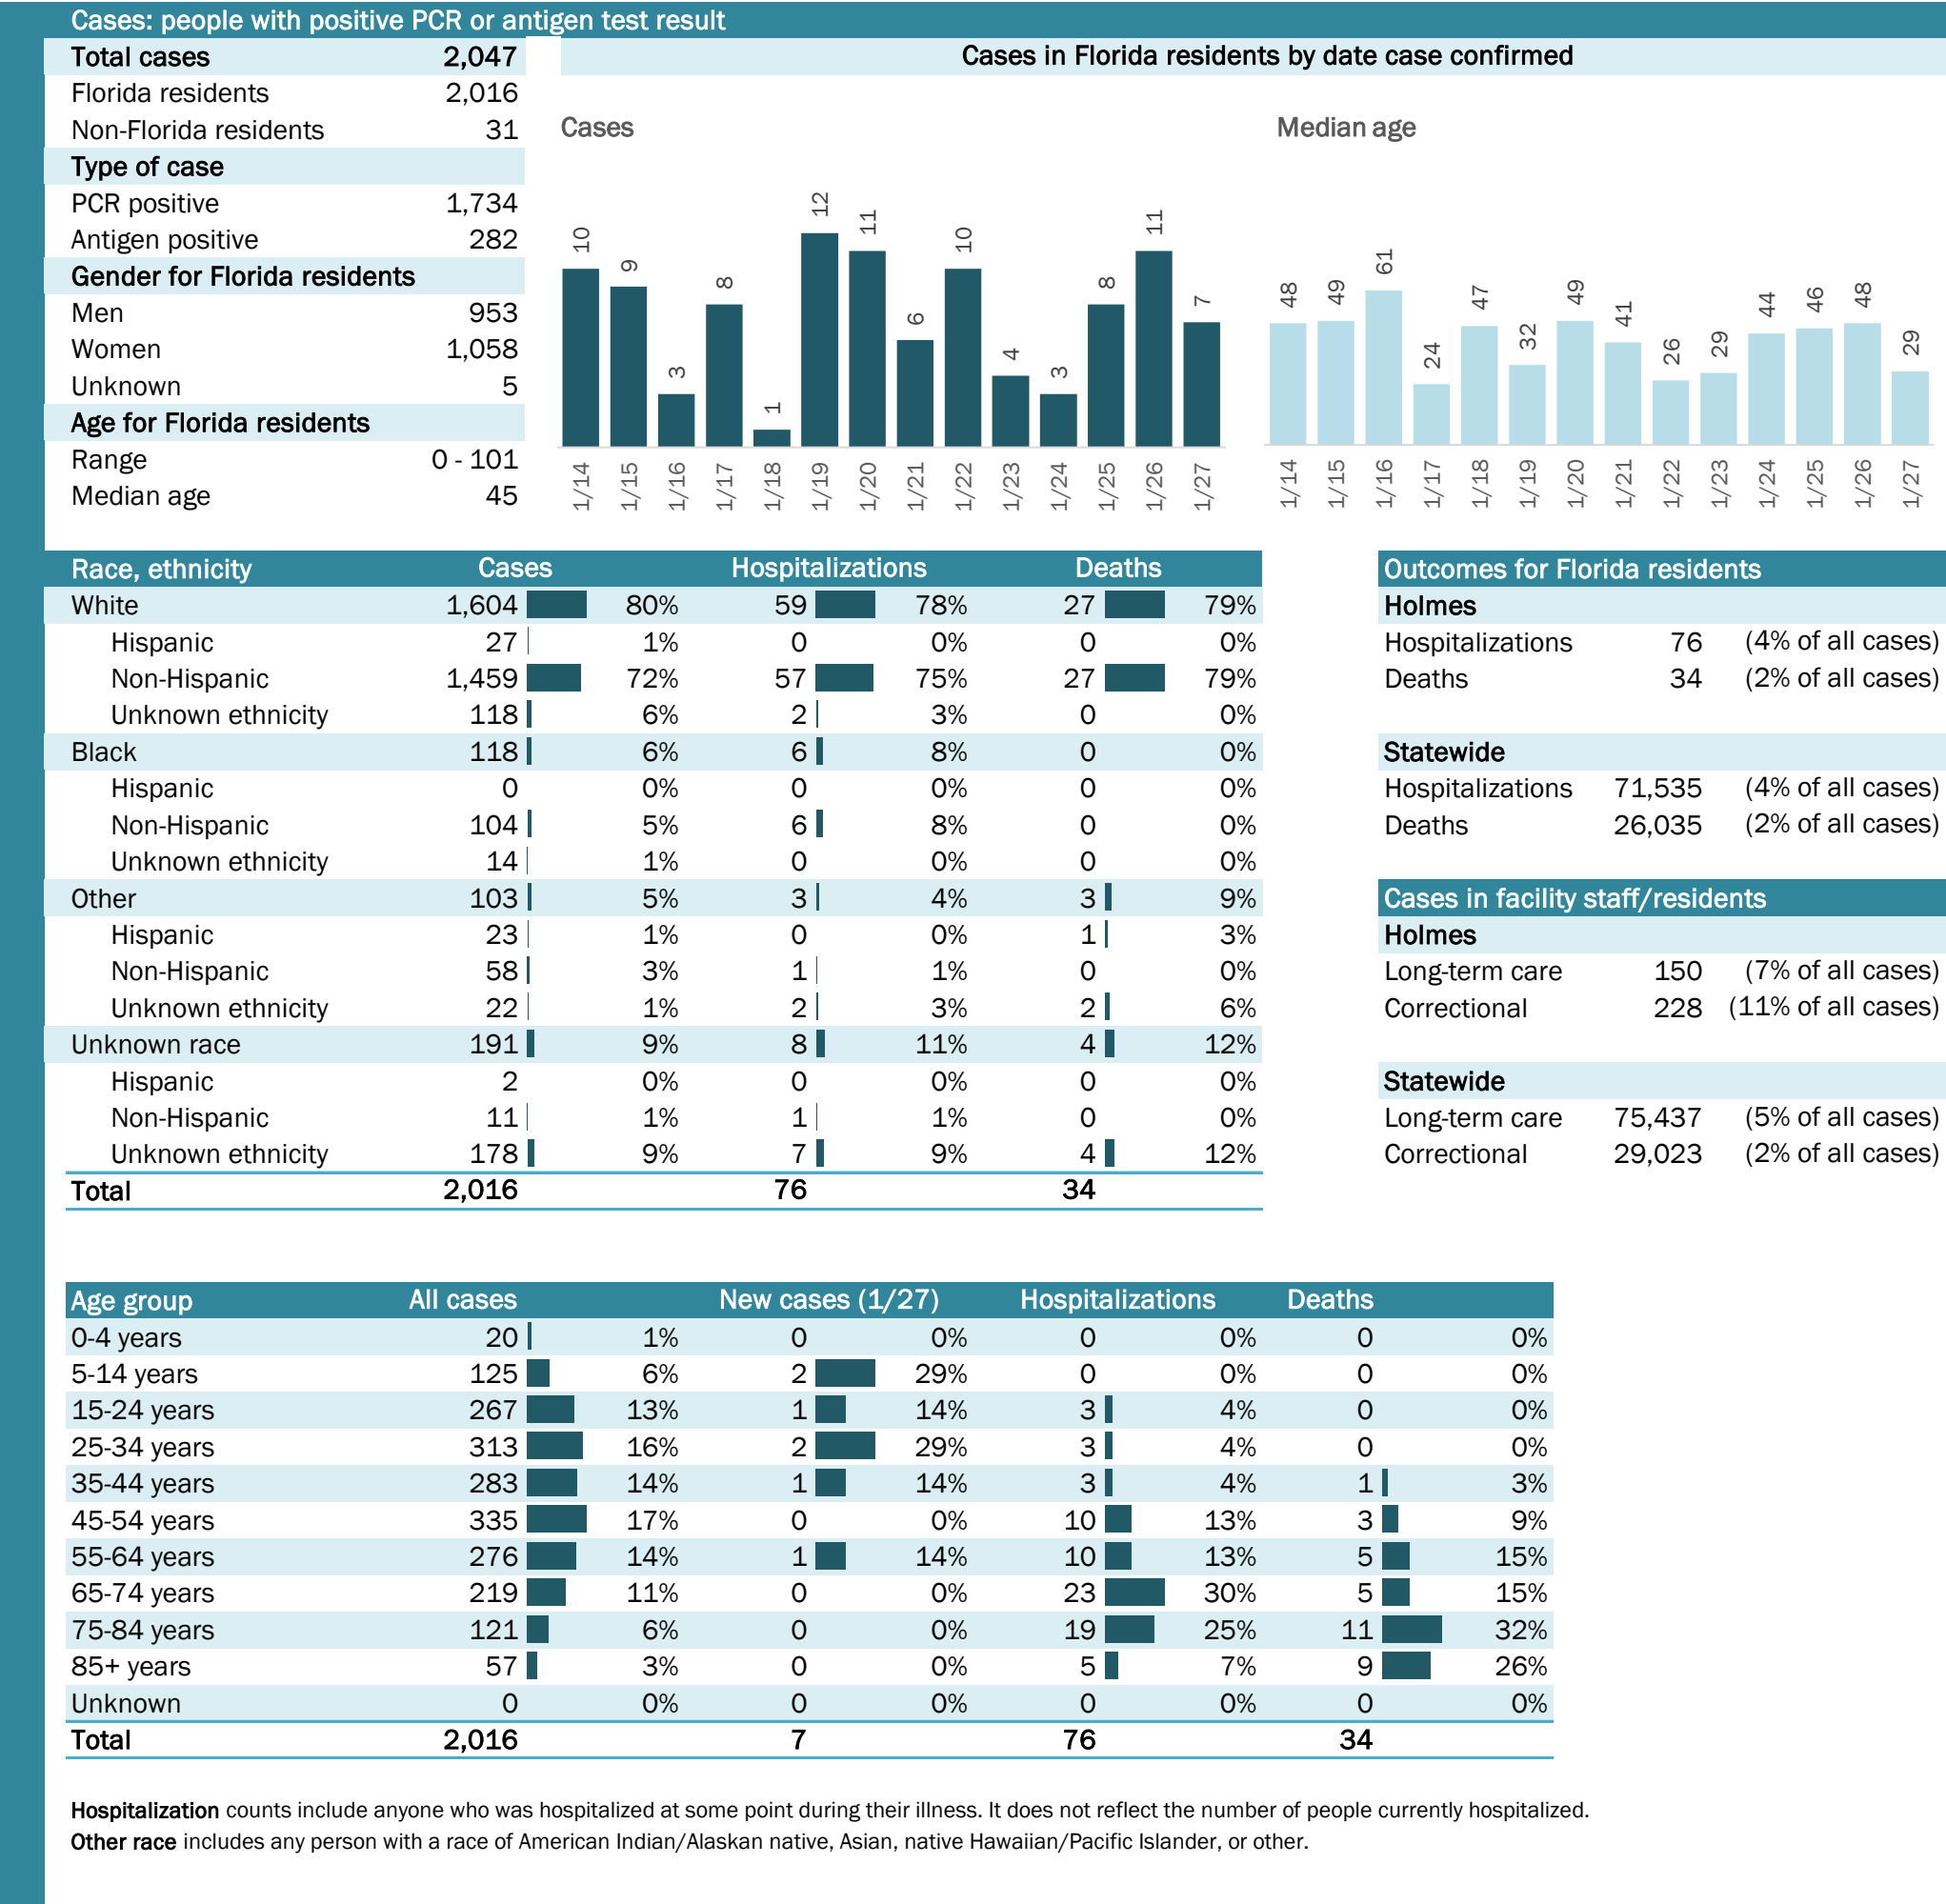 Cases: people with positive PCR or antigen test result
Total cases 2,047
Florida residents 2,016
Non-Florida residents 31
Type of case
PCR positive 1,734
Antigen positive 282
Gender for Florida residents
Men 953
Women 1,058
Unknown 5
Age for Florida residents
Range 0 - 101
Median age 45
Cases in Florida residents by date case confirmed
Cases
10 9 3 8 1 12 11 6 10 4 3 8 11 7
1/14 1/15 1/16 1/17 1/18 1/19 1/20 1/21 1/22 1/23 1/24 1/25 1/26 1/27
Median age
48 49 61 24 47 32 49 41 26 29 44 46 48 29
1/14 1/15 1/16 1/17 1/18 1/19 1/20 1/21 1/22 1/23 1/24 1/25 1/26 1/27
Race, ethnicity Cases Hospitalizations Deaths
White 1,604 80% 59 78% 27 79%
Hispanic 27 1% 0 0% 0 0%
Non-Hispanic 1,459 72% 57 75% 27 79%
Unknown ethnicity 118 6% 2 3% 0 0%
Black 118 6% 6 8% 0 0%
Hispanic 0 0% 0 0% 0 0%
Non-Hispanic 104 5% 6 8% 0 0%
Unknown ethnicity 14 1% 0 0% 0 0%
Other 103 5% 3 4% 3 9%
Hispanic 23 1% 0 0% 1 3%
Non-Hispanic 58 3% 1 1% 0 0%
Unknown ethnicity 22 1% 2 3% 2 6%
Unknown race 191 9% 8 11% 4 12%
Hispanic 2 0% 0 0% 0 0%
Non-Hispanic 11 1% 1 1% 0 0%
Unknown ethnicity 178 9% 7 9% 4 12%
Total 2,016 76 34
Outcomes for Florida residents
Holmes
Hospitalizations 76 (4% of all cases)
Deaths 34 (2% of all cases)
Statewide
Hospitalizations 71,535 (4% of all cases)
Deaths 26,035 (2% of all cases)
Cases in facility staff/residents
Holmes
Long-term care 150 (7% of all cases)
Correctional 228 (11% of all cases)
Statewide
Long-term care 75,437 (5% of all cases)
Correctional 29,023 (2% of all cases)
Age group All cases New cases (1/27) Hospitalizations Deaths
0-4 years 20 1% 0 0% 0 0% 0 0%
5-14 years 125 6% 2 29% 0 0% 0 0%
15-24 years 267 13% 1 14% 3 4% 0 0%
25-34 years 313 16% 2 29% 3 4% 0 0%
35-44 years 283 14% 1 14% 3 4% 1 3%
45-54 years 335 17% 0 0% 10 13% 3 9%
55-64 years 276 14% 1 14% 10 13% 5 15%
65-74 years 219 11% 0 0% 23 30% 5 15%
75-84 years 121 6% 0 0% 19 25% 11 32%
85+ years 57 3% 0 0% 5 7% 9 26%
Unknown 0 0% 0 0% 0 0% 0 0%
Total 2,016 7 76 34
Hospitalization counts include anyone who was hospitalized at some point during their illness. It does not reflect the number of people currently hospitalized.
Other race includes any person with a race of American Indian/Alaskan native, Asian, native Hawaiian/Pacific Islander, or other.